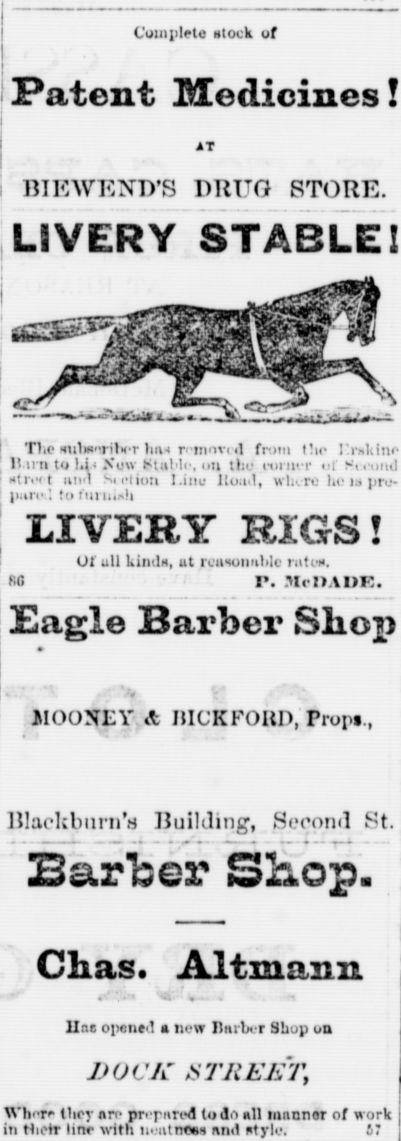 Complete stock of
Patent Medicines!
AT
BIEWEND'S DRUG STORE.
LIVERY STABLE!
The subscriber has removed from the Erskine
Barn to his New Stable, on the corner of Second
street and Section Line Road, where he is pre-
pared to furnish
LIVERY RIGS!
Of all kinds, at reasonable rates.
86 P. McDADE.
Eagle Barber Shop
MOONEY & BICKFORD, Props.,
Blackburn's Building, Second St.
Barber Shop.
Chas. Altmann
Has opened a new Barber Shop on
DOCK STREET,
Where they are prepared to do all manner of work
in their line with neatness and style. 57